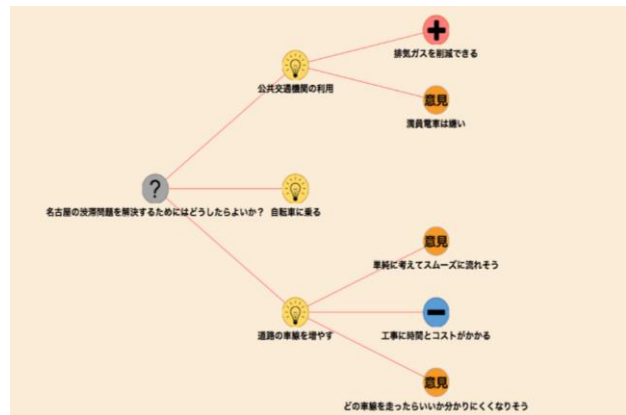 排気ガスを削減できる
公共交通機関の利用
意見
満員電車は嫌い
?
名古屋の渋滞問題を解決するためにはどうしたらよいか?
自転車に乗る
意見
単純に考えてスムーズに流れそう
道路の車線を増やす
工事に時間とコストがかかる
意見
どの車線を走ったらいいか分かりにくくなりそう